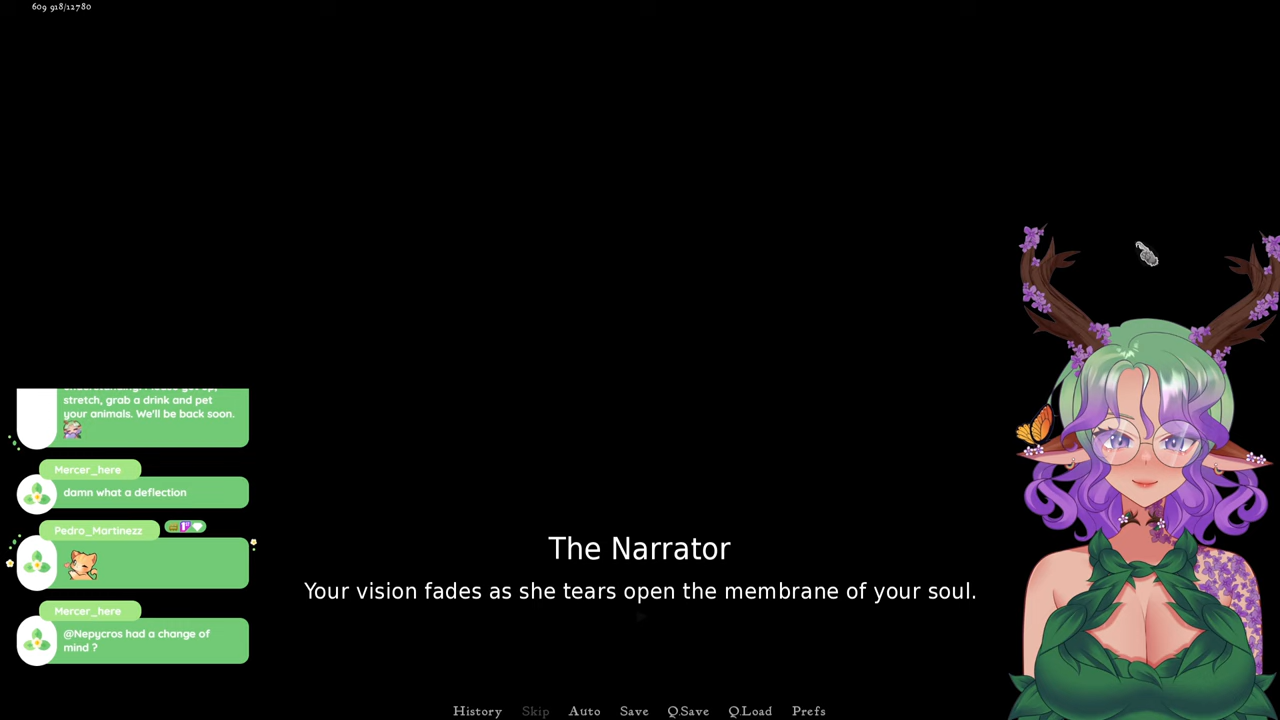 609 918/12780
stretch, grab a drink and pet
your animals. We'll be back soon.
Mercer_here
damn what a deflection
Pedro_Martinezz
Mercer_here
@Nepycros had a change of
mind ?
The Narrator
Your vision fades as she tears open the membrane of your soul.
History Skip Auto Save Q.Save Q.Load Prefs